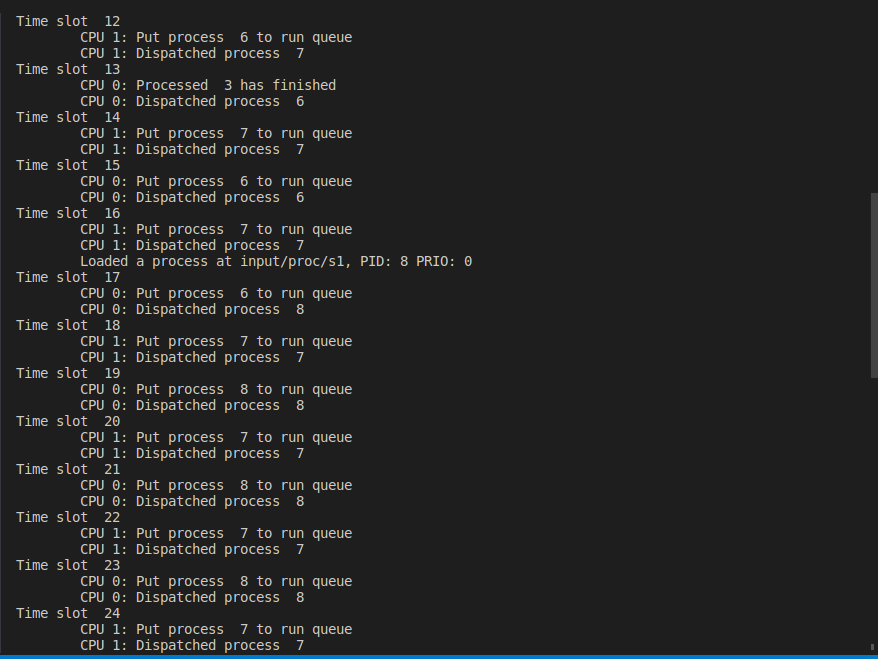 Time slot  12
        CPU 1: Put process  6 to run queue
        CPU 1: Dispatched process  7
Time slot  13
        CPU 0: Processed  3 has finished
        CPU 0: Dispatched process  6
Time slot  14
        CPU 1: Put process  7 to run queue
        CPU 1: Dispatched process  7
Time slot  15
        CPU 0: Put process  6 to run queue
        CPU 0: Dispatched process  6
Time slot  16
        CPU 1: Put process  7 to run queue
        CPU 1: Dispatched process  7
        Loaded a process at input/proc/s1, PID: 8 PRIO: 0
Time slot  17
        CPU 0: Put process  6 to run queue
        CPU 0: Dispatched process  8
Time slot  18
        CPU 1: Put process  7 to run queue
        CPU 1: Dispatched process  7
Time slot  19
        CPU 0: Put process  8 to run queue
        CPU 0: Dispatched process  8
Time slot  20
        CPU 1: Put process  7 to run queue
        CPU 1: Dispatched process  7
Time slot  21
        CPU 0: Put process  8 to run queue
        CPU 0: Dispatched process  8
Time slot  22
        CPU 1: Put process  7 to run queue
        CPU 1: Dispatched process  7
Time slot  23
        CPU 0: Put process  8 to run queue
        CPU 0: Dispatched process  8
Time slot  24
        CPU 1: Put process  7 to run queue
        CPU 1: Dispatched process  7